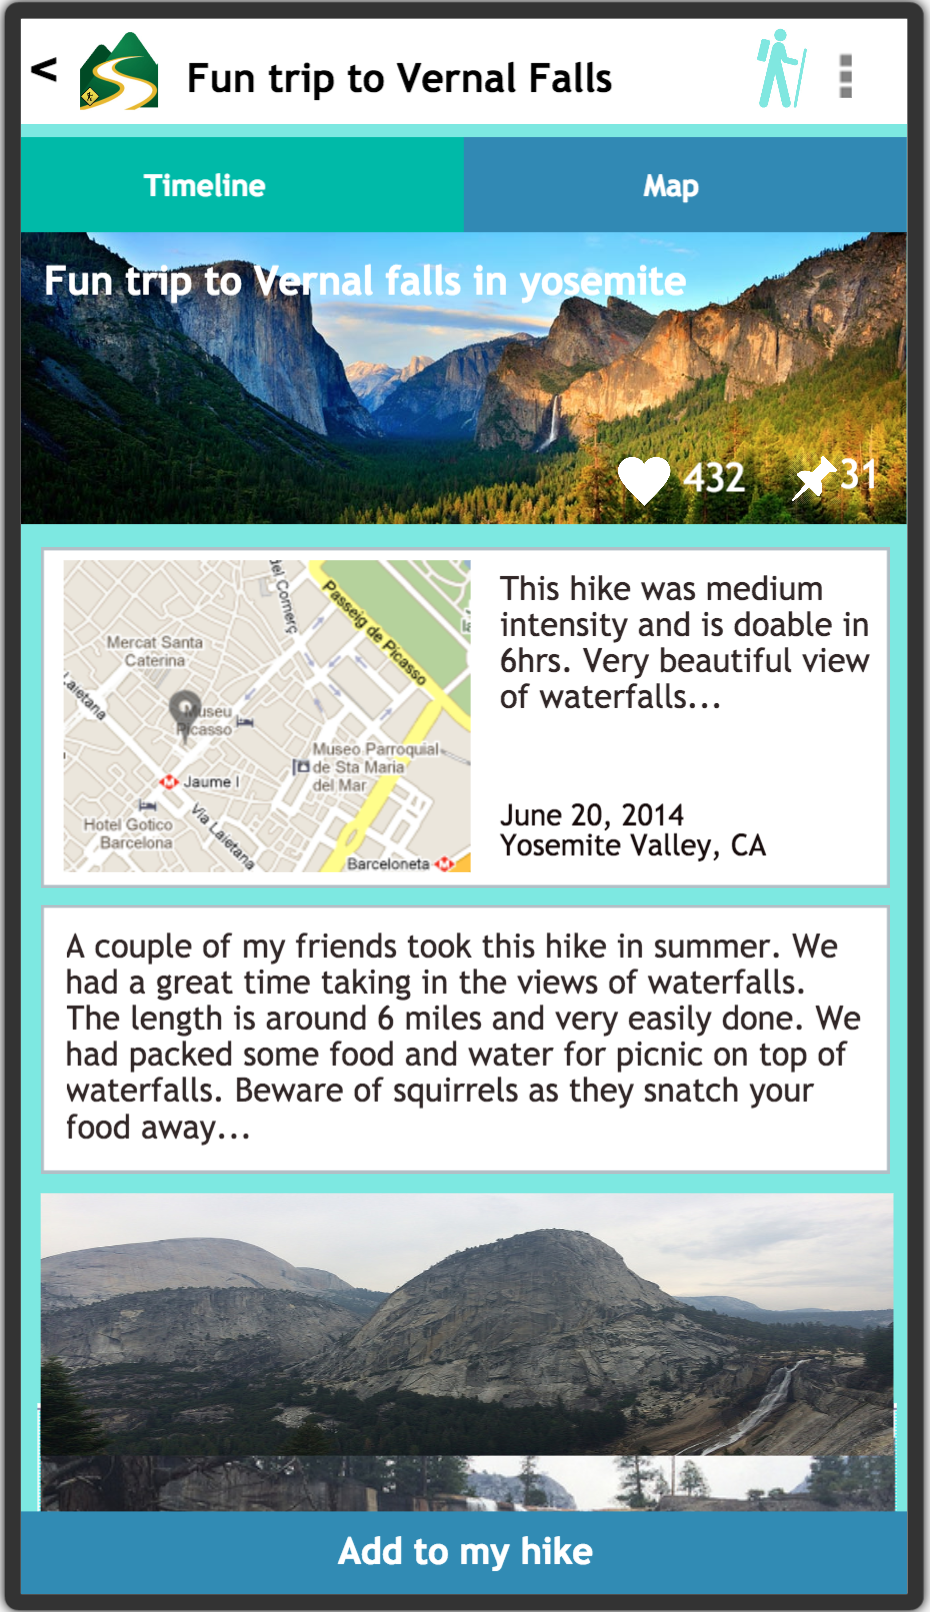 <
Fun trip to Vernal Falls
Timeline
Map
Fun trip to Vernal falls in yosemite
432
31
del Comerç
Passeig de Picasso
Mercat Santa
Caterina
Laietana
Museu
Picasso
Jaume I
Museo Parroquial
de Sta Maria
del Mar
Hotel Gotico
Barcelona
Via Laietana
Barceloneta
This hike was medium
intensity and is doable in
6hrs. Very beautiful view
of waterfalls...
June 20, 2014
Yosemite Valley, CA
A couple of my friends took this hike in summer. We
had a great time taking in the views of waterfalls.
The length is around 6 miles and very easily done. We
had packed some food and water for picnic on top of
waterfalls. Beware of squirrels as they snatch your
food away...
Add to my hike